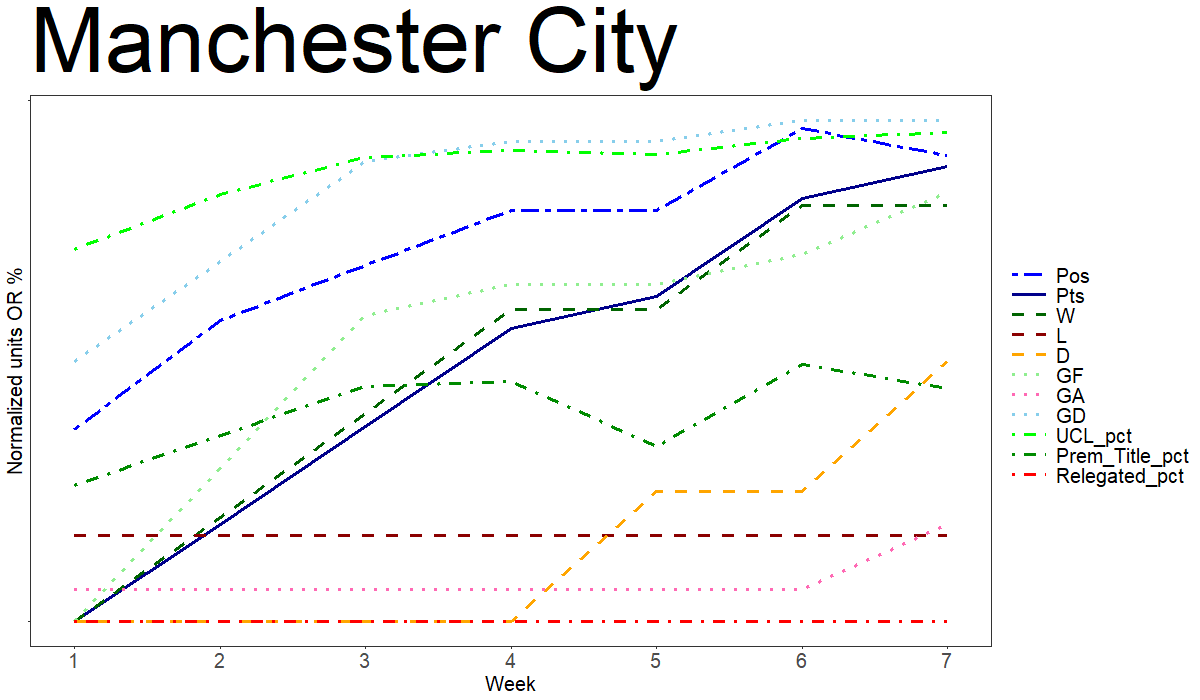 Manchester City
Normalized units OR %
1 2 3 4 5 6 7
Week
Pos
Pts
W
L
D
GF
GA
GD
UCL_pct
Prem_Title_pct
Relegated_pct